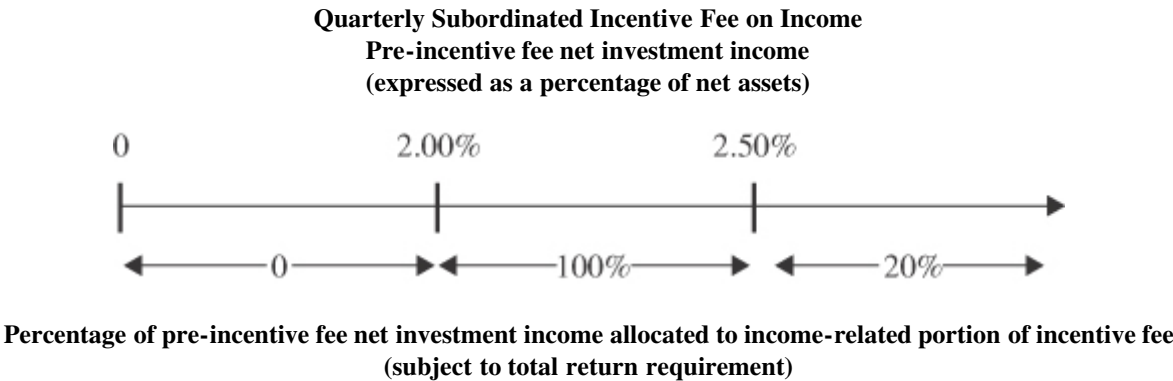 Quarterly Subordinated Incentive Fee on Income
Pre-incentive fee net investment income
(expressed as a percentage of net assets)
0 2.00% 2.50%
0 100% 20%
Percentage of pre-incentive fee net investment income allocated to income-related portion of incentive fee
(subject to total return requirement)